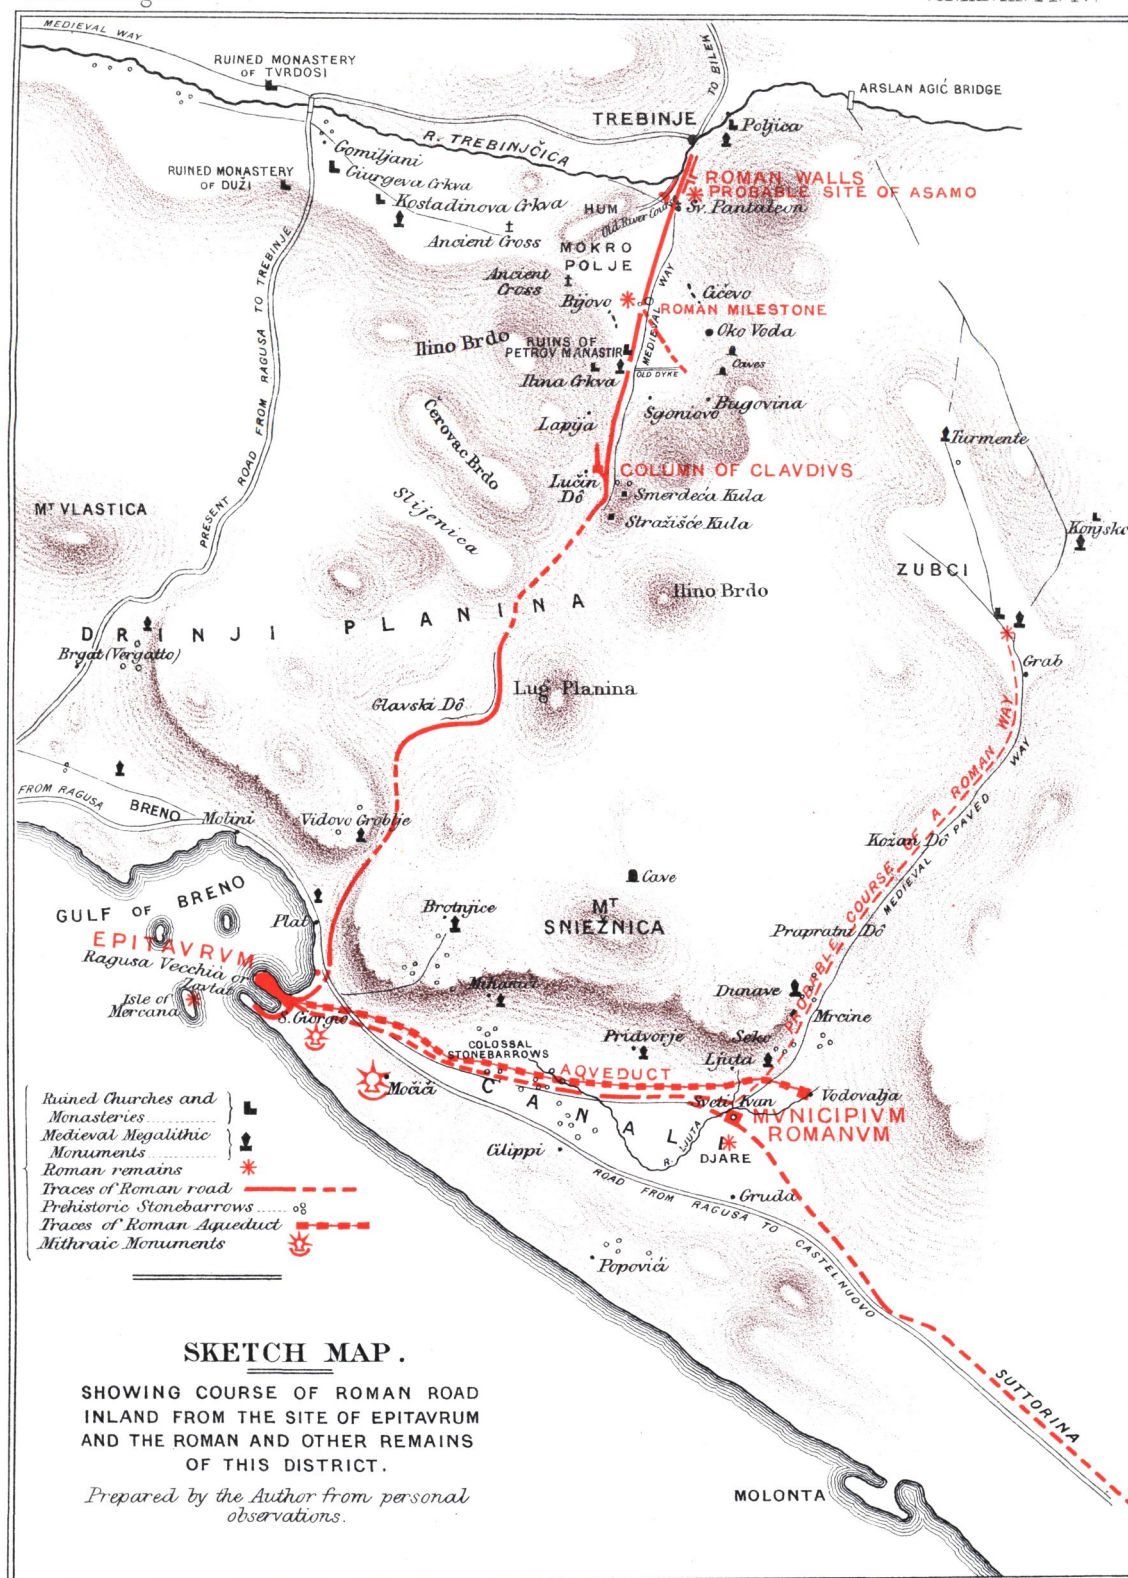 MEDIEVAL WAY
RUINED MONASTERY
OF TVRDOSI
TO BILEK
ARSLAN AGIĆ BRIDGE
TREBINJE
Poljica
R. TREBINJČICA
Gomiljani
Giurgeva Crkva
RUINED MONASTERY
OF DUŽI
Kostadinova Crkva
ROMAN WALLS
PROBABLE SITE OF ASAMO
Sv. Pantaleon
HUM
Old River Course
Ancient Cross
MOKRO
POLJE
Ancient
Cross
Bijovo
MEDIEVAL WAY
Cičevo
ROMAN MILESTONE
Oko Voda
Ilino Brdo
RUINS OF
PETROV MANASTIR
Caves
OLD DYKE
Ilina Crkva
Bugovina
Sgoniovo
Lapija
PRESENT ROAD FROM RAGUSA TO TREBINJE
Čerovac Brdo
Turmente
COLUMN OF CLAVDIVS
Lučin
Dô
Smerdeća Kula
Stražišće Kula
Slijenica
MT VLASTICA
Konjsko
ZUBCI
Ilino Brdo
DRINJI PLANINA
Brgat (Vergatto)
Grab
Lug Planina
Glavski Dô
PROBABLE COURSE OF A ROMAN WAY
MEDIEVAL PAVED WAY
FROM RAGUSA
BRENO
Molini
Vidovo Groblje
Kožan Dô
Cave
GULF OF BRENO
Plat
Brotnjice
MT
SNIEŽNICA
Prapratni Dô
EPITAVRVM
Ragusa Vecchia or
Zavtat
Isle of
Mercana
S. Giorgio
Mihanići
Dunave
Mrcine
COLOSSAL
STONEBARROWS
Pridvorje
Seko
Ljuta
AQVEDUCT
Močići
CANALI
Sveti Ivan
Vodovalja
MVNICIPIVM
ROMANVM
R. LJUTA
DJARE
Cilippi
ROAD FROM RAGUSA TO CASTELNUOVO
Gruda
Popovići
SUTTORINA
MOLONTA
Ruined Churches and
Monasteries
Medieval Megalithic
Monuments
Roman remains
Traces of Roman road
Prehistoric Stonebarrows
Traces of Roman Aqueduct
Mithraic Monuments
SKETCH MAP.
SHOWING COURSE OF ROMAN ROAD
INLAND FROM THE SITE OF EPITAVRUM
AND THE ROMAN AND OTHER REMAINS
OF THIS DISTRICT.
Prepared by the Author from personal
observations.